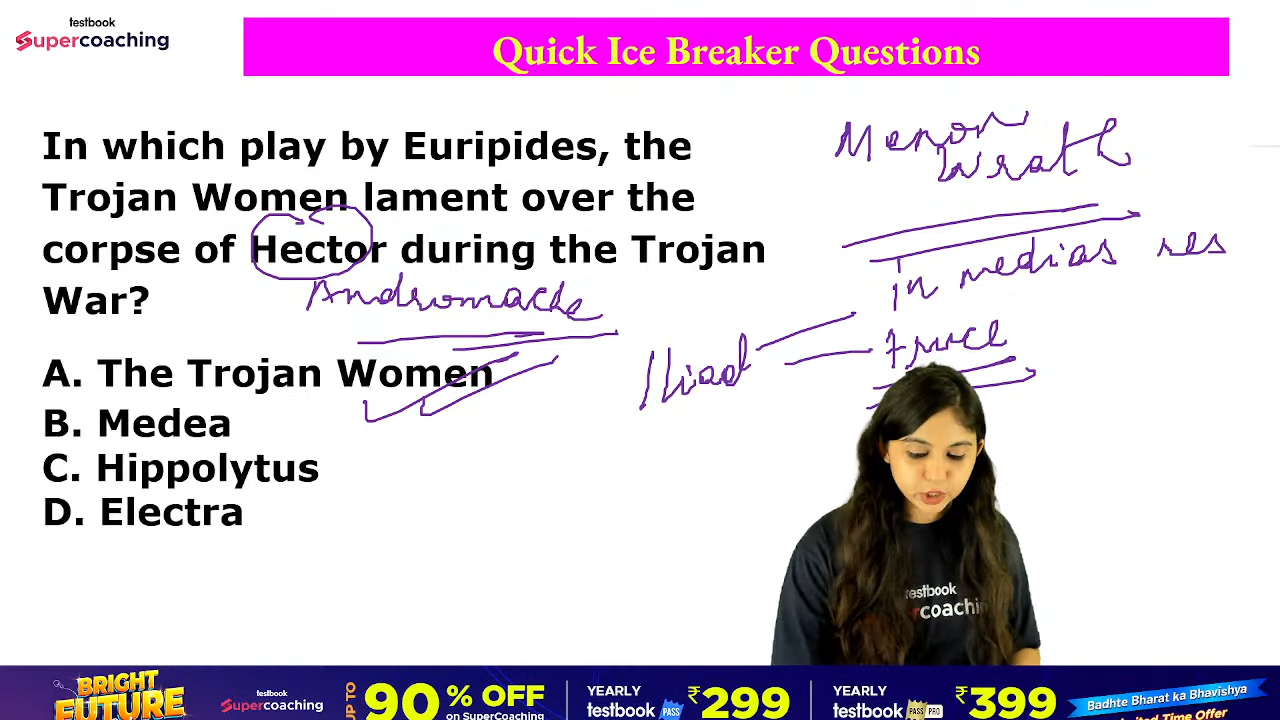 testbook
Supercoaching
Quick Ice Breaker Questions
In which play by Euripides, the
Trojan Women lament over the
corpse of Hector during the Trojan
War?
Andromache
A. The Trojan Women
B. Medea
C. Hippolytus
D. Electra
Menon
Wrath
in medias res
Iliad
truce
testbook
coaching
BRIGHT
FUTURE
testbook
Supercoaching
UPTO
90% OFF
on SuperCoaching
YEARLY
testbook PASS
₹299
YEARLY
testbook PASS PRO
₹399
Badhte Bharat ka Bhavishya
Time Offer